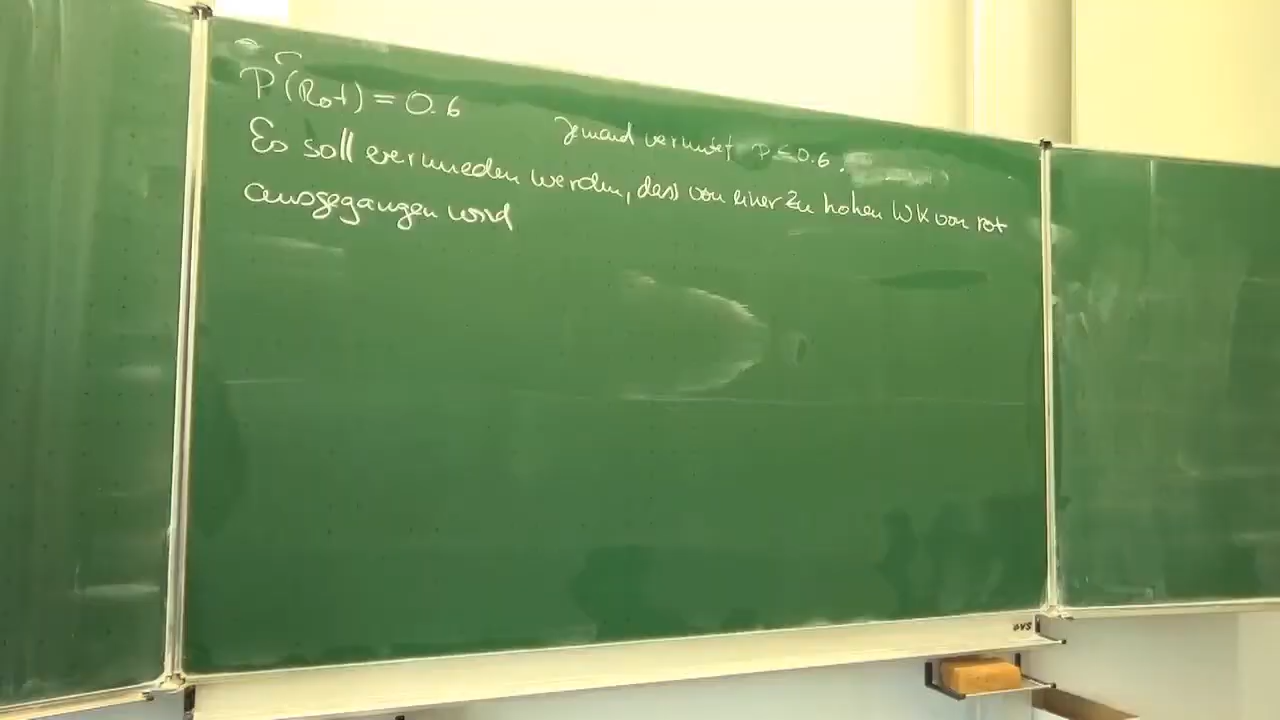 P(Rot) = 0.6
Jemand vermutet p ≤ 0.6.
Es soll vermieden werden, dass von einer zu hohen WK von rot
ausgegangen wird
OVS